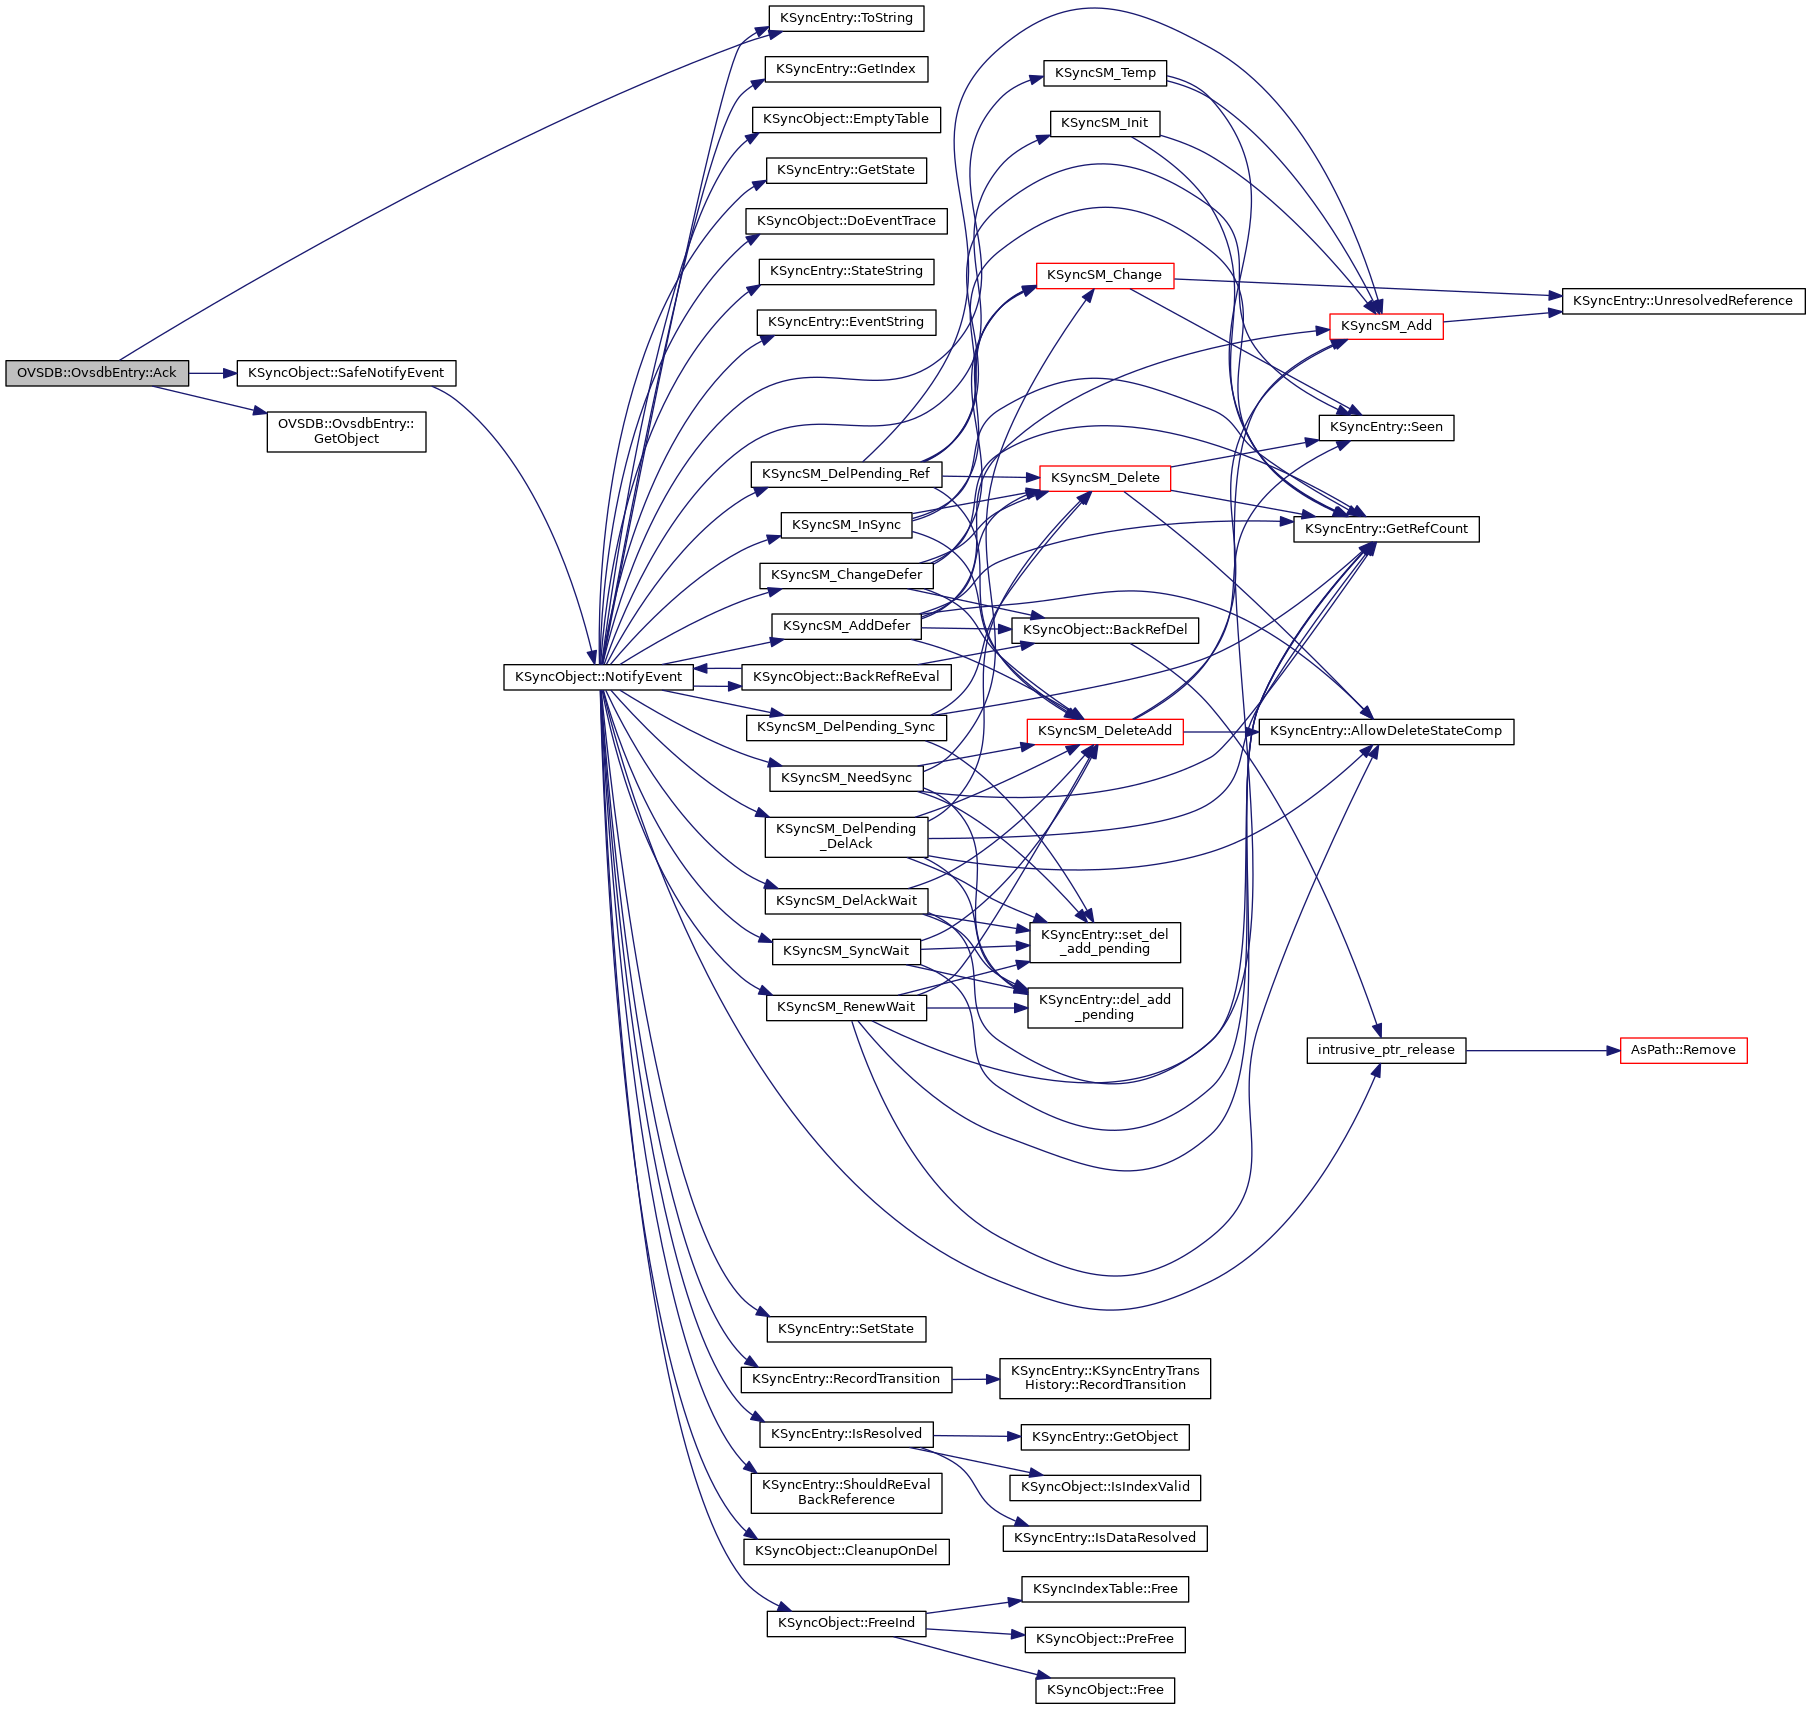 KSyncEntry::ToString
KSyncEntry::GetIndex
KSyncObject::EmptyTable
KSyncEntry::GetState
KSyncObject::DoEventTrace
KSyncEntry::StateString
KSyncEntry::EventString
OVSDB::OvsdbEntry::Ack
KSyncObject::SafeNotifyEvent
OVSDB::OvsdbEntry::
GetObject
KSyncObject::NotifyEvent
KSyncSM_DelPending_Ref
KSyncSM_InSync
KSyncSM_ChangeDefer
KSyncSM_AddDefer
KSyncObject::BackRefReEval
KSyncSM_DelPending_Sync
KSyncSM_NeedSync
KSyncSM_DelPending
_DelAck
KSyncSM_DelAckWait
KSyncSM_SyncWait
KSyncSM_RenewWait
KSyncEntry::SetState
KSyncEntry::RecordTransition
KSyncEntry::IsResolved
KSyncEntry::ShouldReEval
BackReference
KSyncObject::CleanupOnDel
KSyncObject::FreeInd
KSyncSM_Temp
KSyncSM_Init
KSyncSM_Change
KSyncSM_Delete
KSyncObject::BackRefDel
KSyncSM_DeleteAdd
KSyncEntry::set_del
_add_pending
KSyncEntry::del_add
_pending
KSyncEntry::KSyncEntryTrans
History::RecordTransition
KSyncEntry::GetObject
KSyncObject::IsIndexValid
KSyncEntry::IsDataResolved
KSyncIndexTable::Free
KSyncObject::PreFree
KSyncObject::Free
KSyncSM_Add
KSyncEntry::Seen
KSyncEntry::GetRefCount
KSyncEntry::AllowDeleteStateComp
intrusive_ptr_release
KSyncEntry::UnresolvedReference
AsPath::Remove